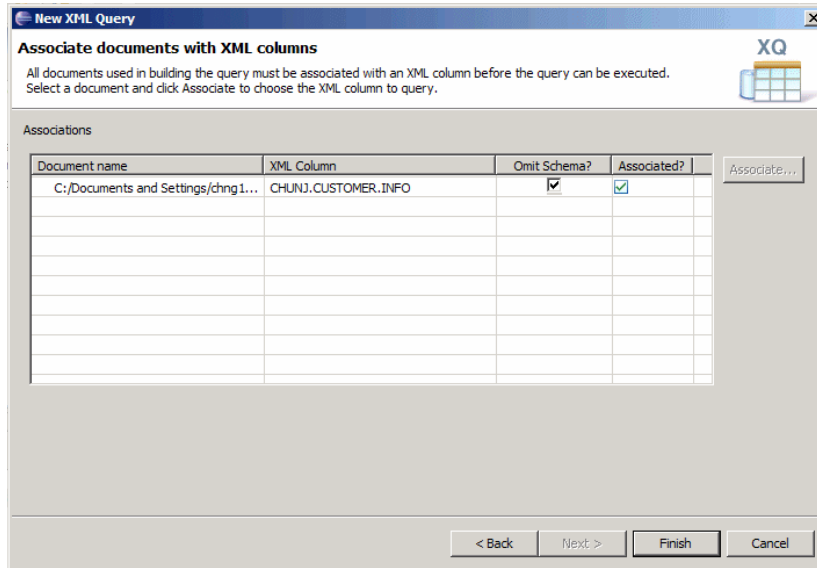 New XML Query
Associate documents with XML columns
XQ
All documents used in building the query must be associated with an XML column before the query can be executed.
Select a document and click Associate to choose the XML column to query.
Associations
Document name XML Column Omit Schema? Associated?
Associate...
C:/Documents and Settings/chng1... CHUNJ.CUSTOMER.INFO
< Back Next > Finish Cancel